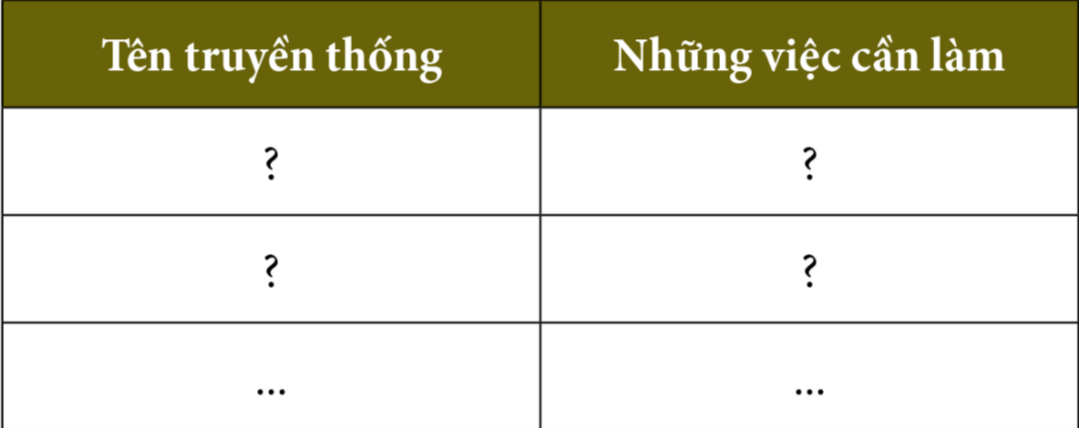 Tên truyền thống Những việc cần làm
? ?
? ?
... ...